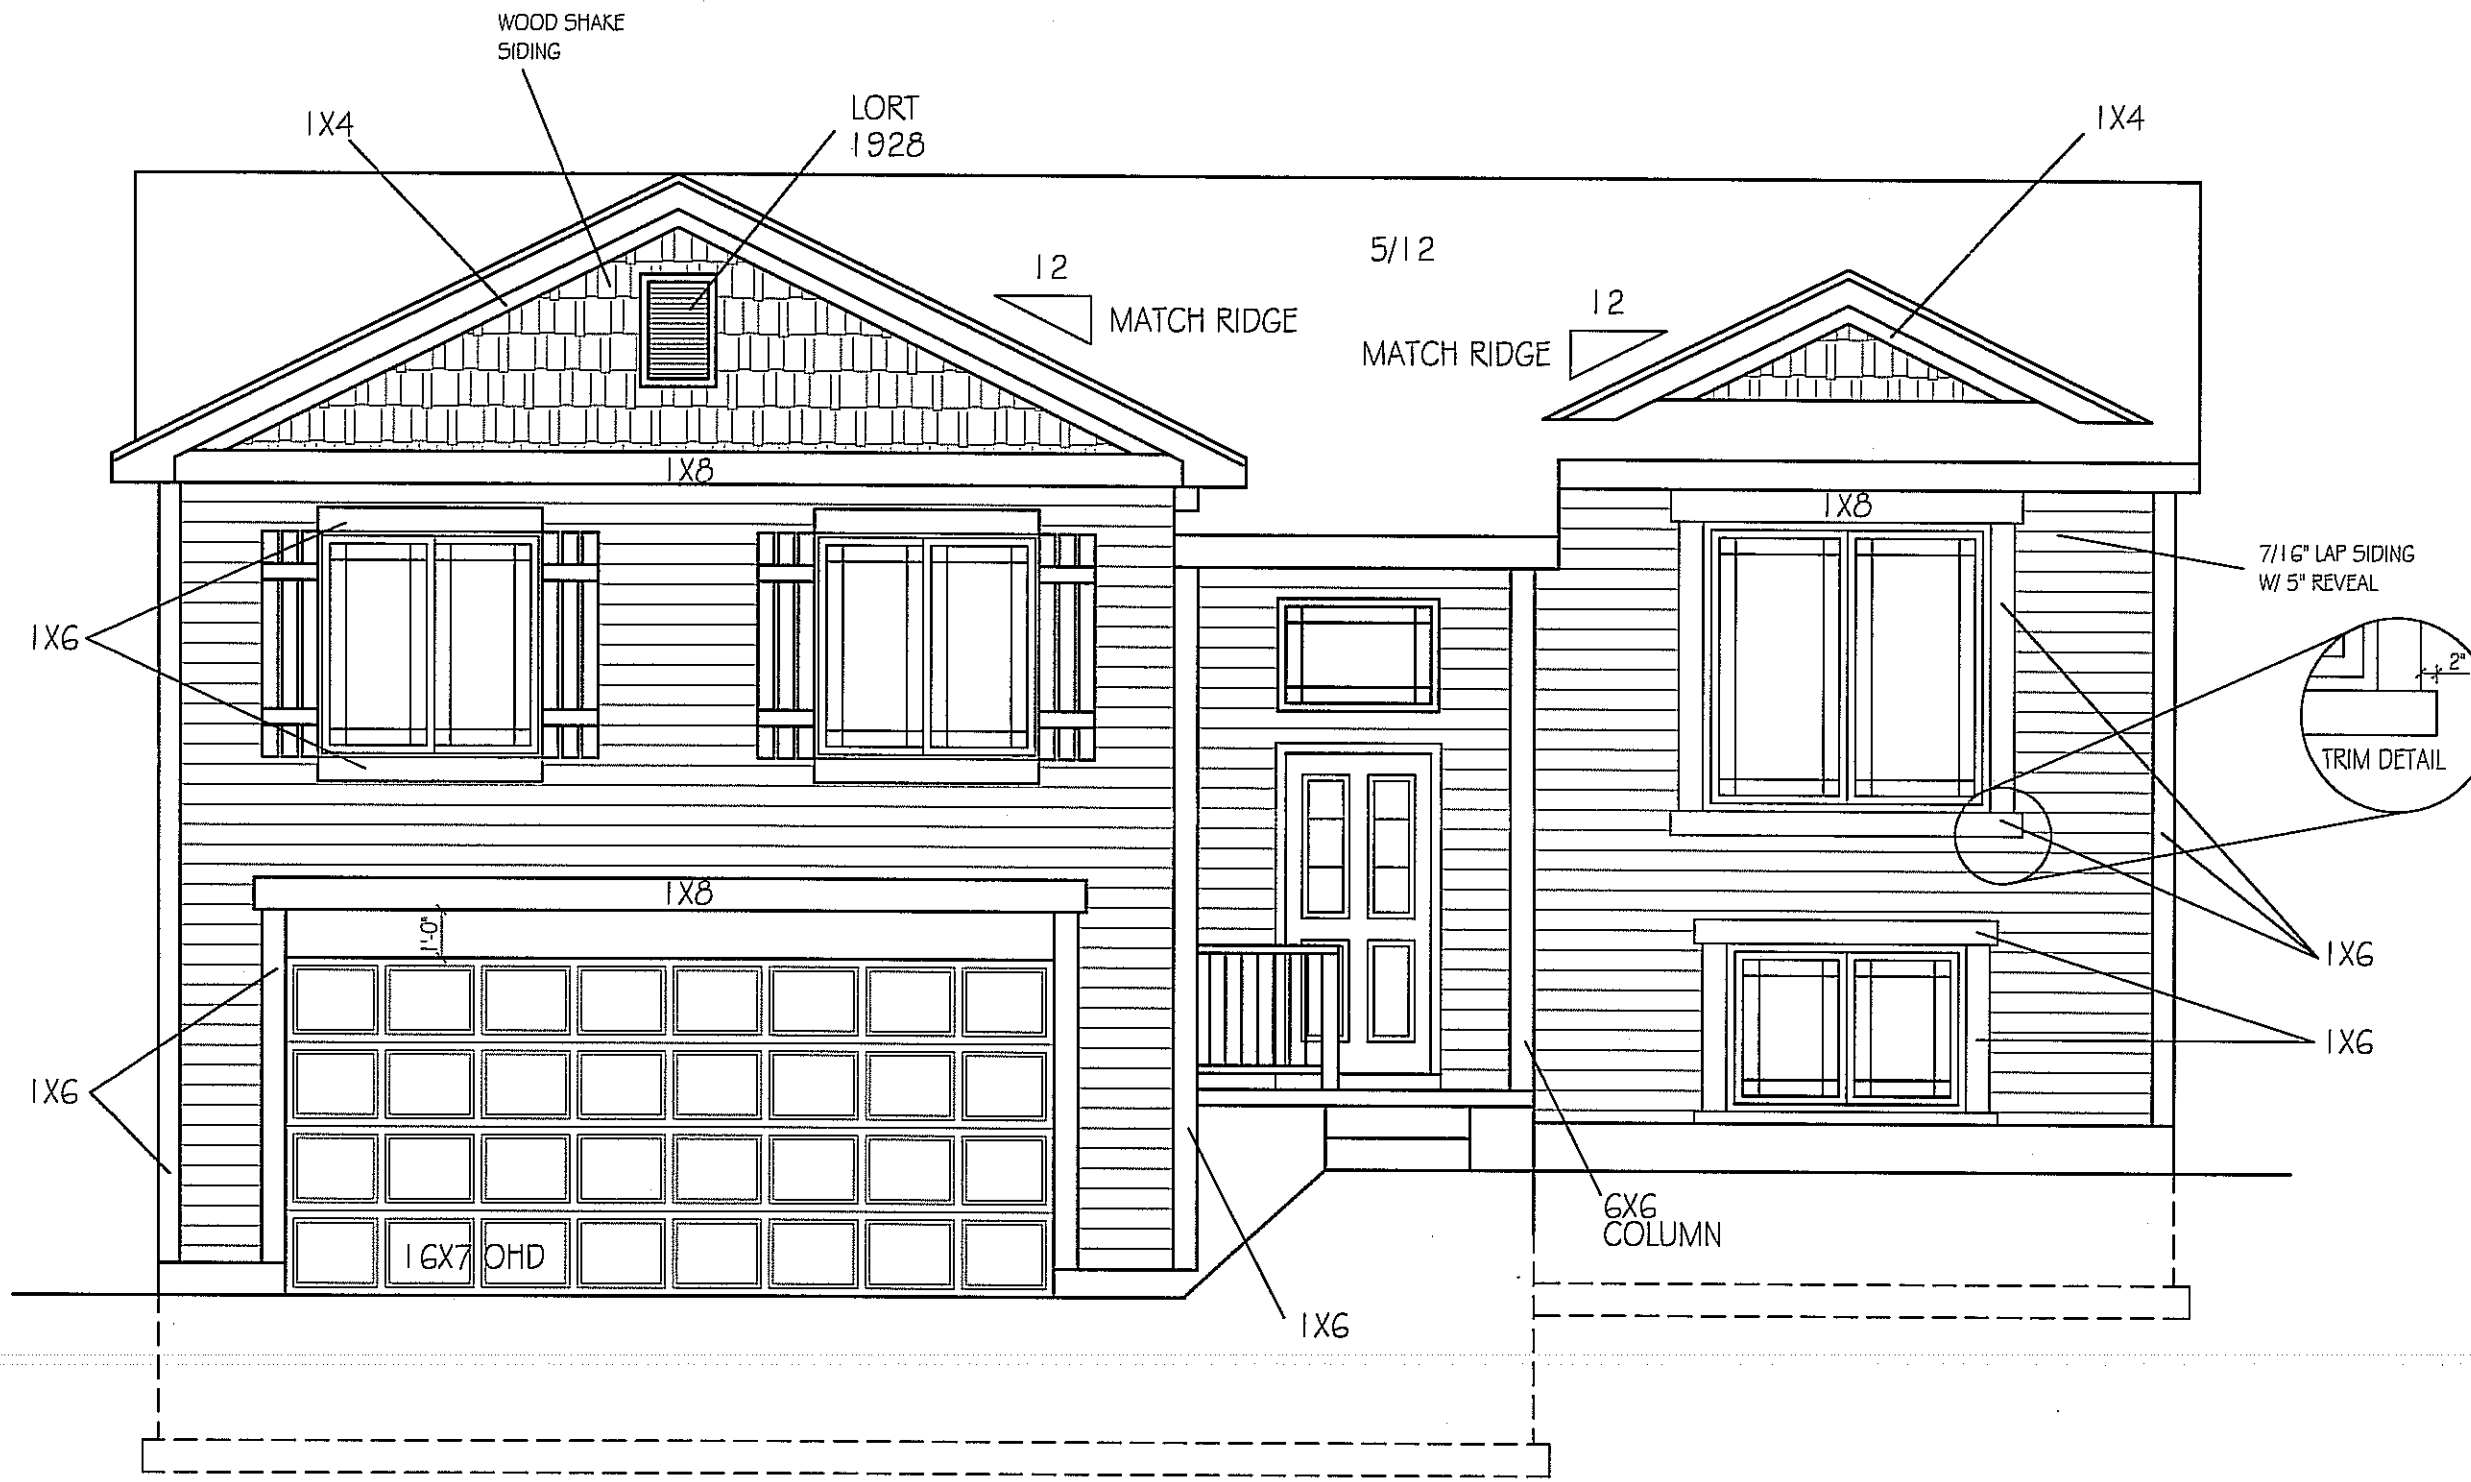 WOOD SHAKE
SIDING
1X4
LORT
1928
1X4
5/12
12
MATCH RIDGE
12
MATCH RIDGE
1X8
1X8
7/16" LAP SIDING
W/ 5" REVEAL
1X6
2"
TRIM DETAIL
1X8
1'-0"
1X6
1X6
1X6
16X7 OHD
6X6
COLUMN
1X6